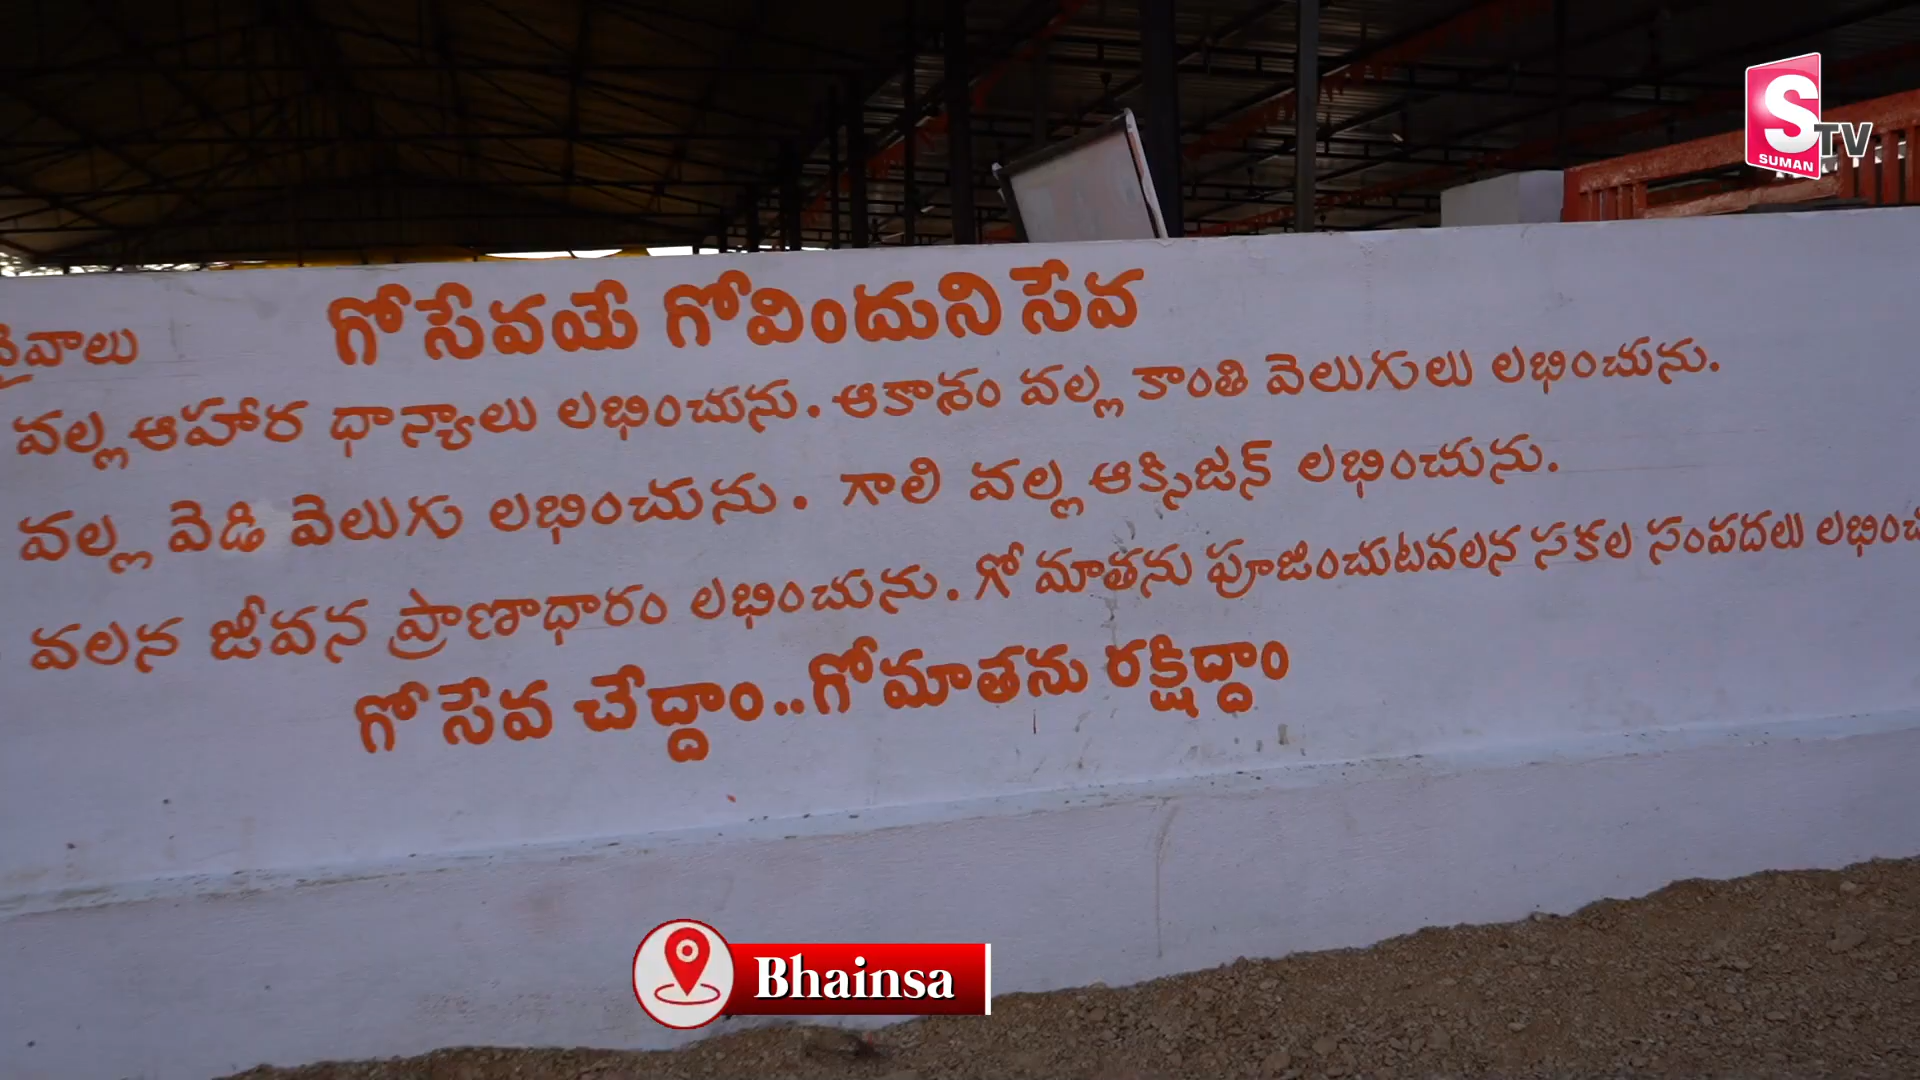 గోసేవయే గోవిందుని సేవ
వల్ల ఆహార ధాన్యాలు లభించును. ఆకాశం వల్ల కాంతి వెలుగులు లభించును.
వల్ల వెడి వెలుగు లభించును. గాలి వల్ల ఆక్సిజన్ లభించును.
వలన జీవన ప్రాణాధారం లభించును. గో మాతను పూజించుటవలన సకల సంపదలు
గో సేవ చేద్దాం..గోమాతను రక్షిద్దాం
S TV
SUMAN
Bhainsa